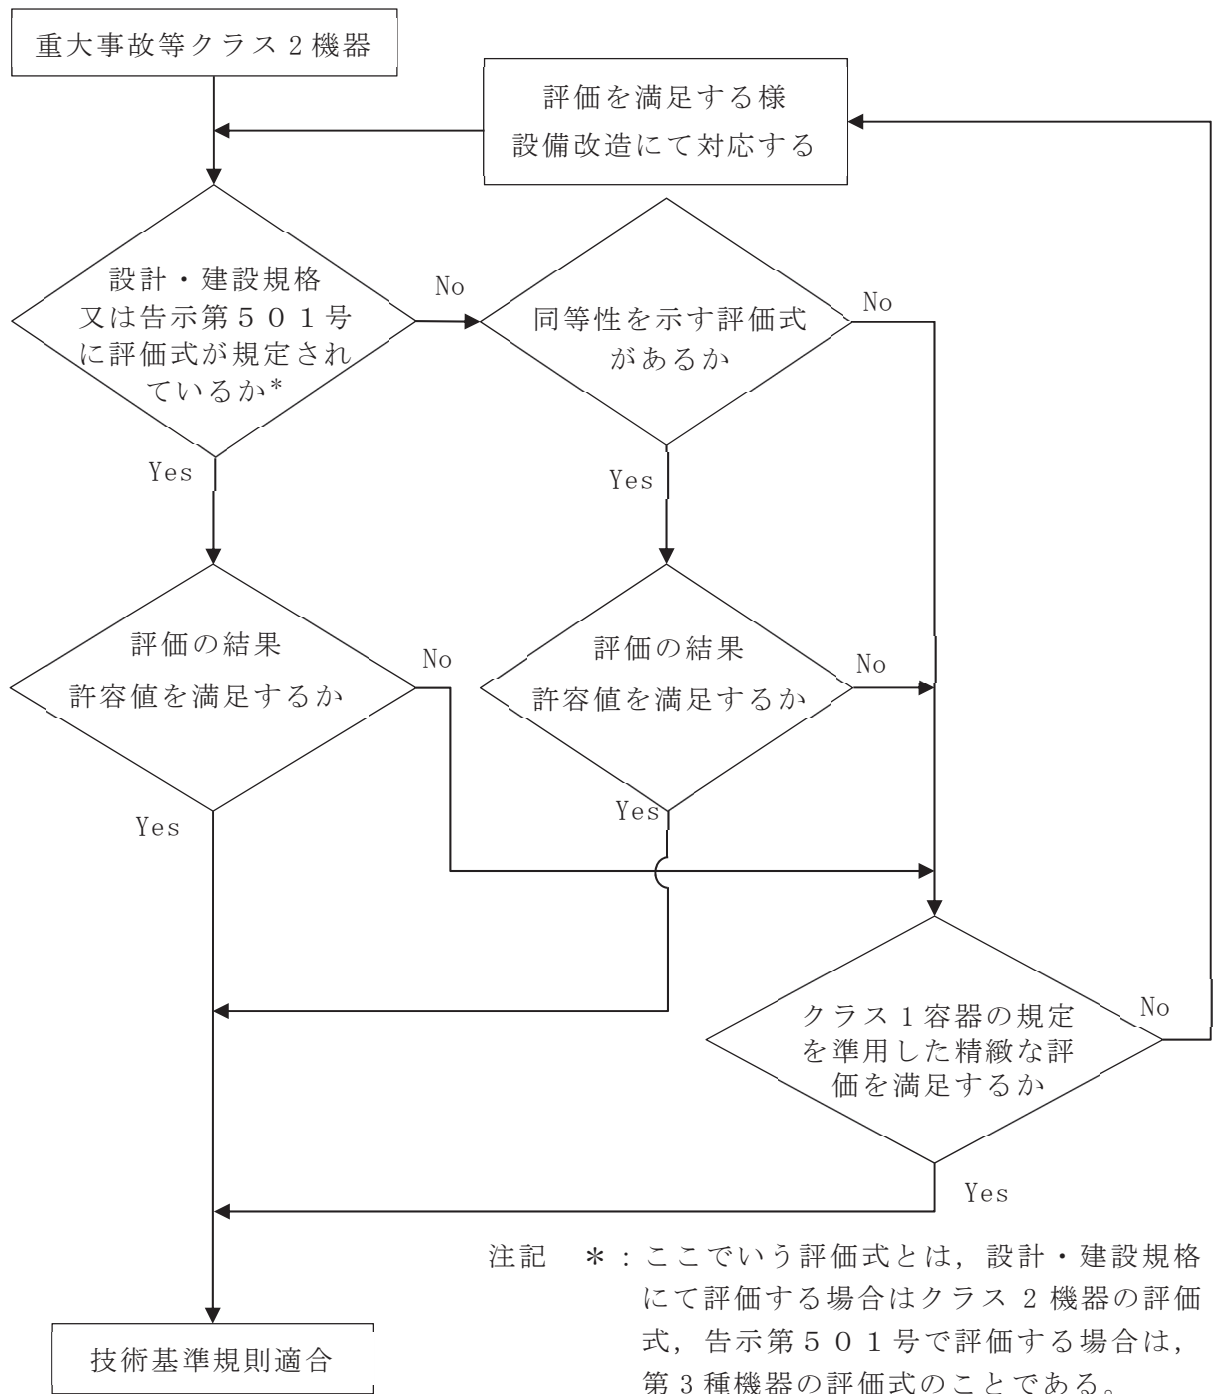 重大事故等クラス２機器
評価を満足する様
設備改造にて対応する
設計・建設規格
又は告示第５０１号
に評価式が規定され
ているか*
No
同等性を示す評価式
があるか
No
Yes
Yes
評価の結果
許容値を満足するか
No
評価の結果
許容値を満足するか
No
Yes
Yes
クラス１容器の規定
を準用した精緻な評
価を満足するか
No
Yes
注記　＊：ここでいう評価式とは，設計・建設規格
にて評価する場合はクラス 2 機器の評価
式，告示第５０１号で評価する場合は，
第３種機器の評価式のことである。
技術基準規則適合